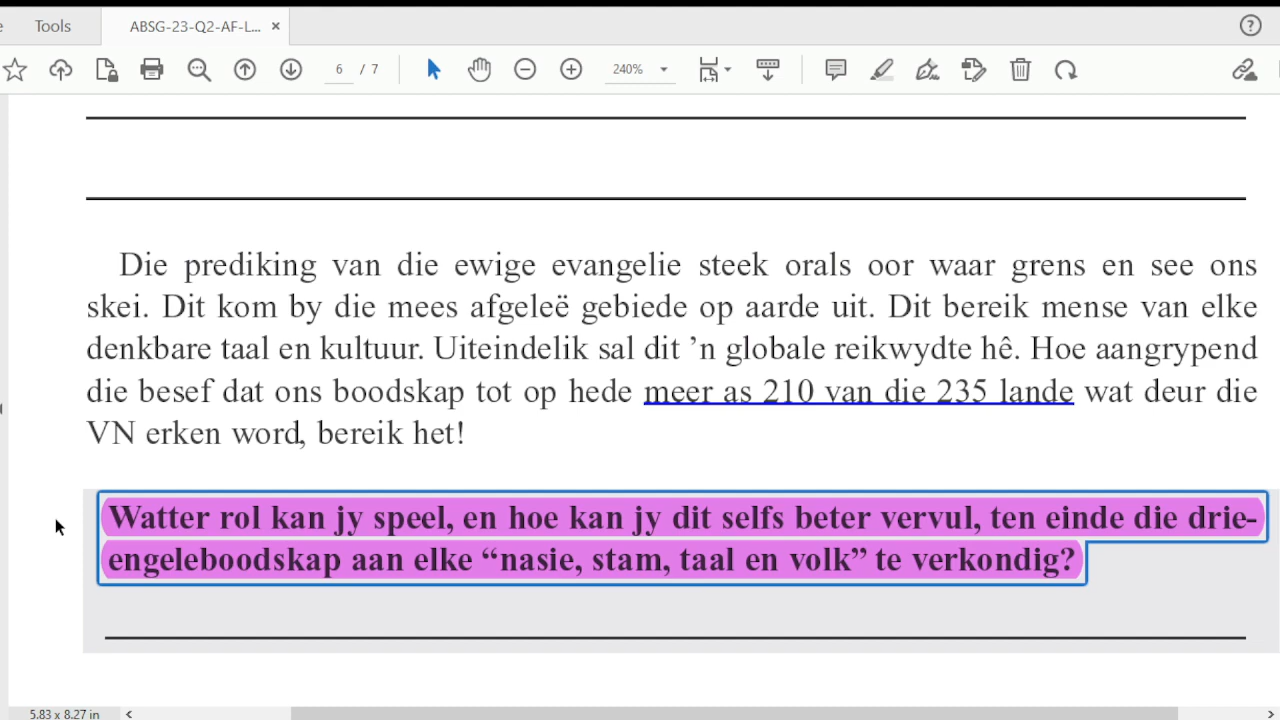 Tools
ABSG-23-Q2-AF-L... ×
6 / 7
240%
Die prediking van die ewige evangelie steek orals oor waar grens en see ons
skei. Dit kom by die mees afgeleë gebiede op aarde uit. Dit bereik mense van elke
denkbare taal en kultuur. Uiteindelik sal dit ’n globale reikwydte hê. Hoe aangrypend
die besef dat ons boodskap tot op hede meer as 210 van die 235 lande wat deur die
VN erken word, bereik het!
Watter rol kan jy speel, en hoe kan jy dit selfs beter vervul, ten einde die drie-
engeleboodskap aan elke “nasie, stam, taal en volk” te verkondig?
5.83 x 8.27 in